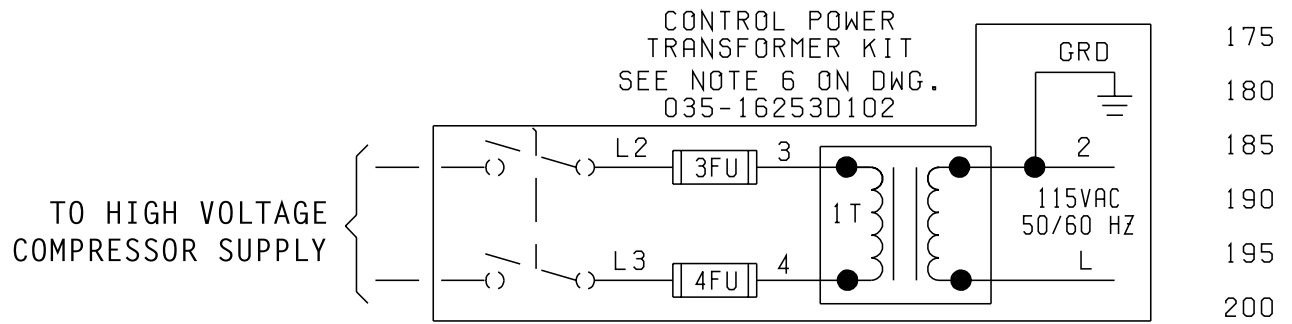 CONTROL POWER
TRANSFORMER KIT
SEE NOTE 6 ON DWG.
035-16253D102
GRD
175
180
185
190
195
200
L2
3FU
3
2
TO HIGH VOLTAGE
COMPRESSOR SUPPLY
1T
115VAC
50/60 HZ
L3
4FU
4
L